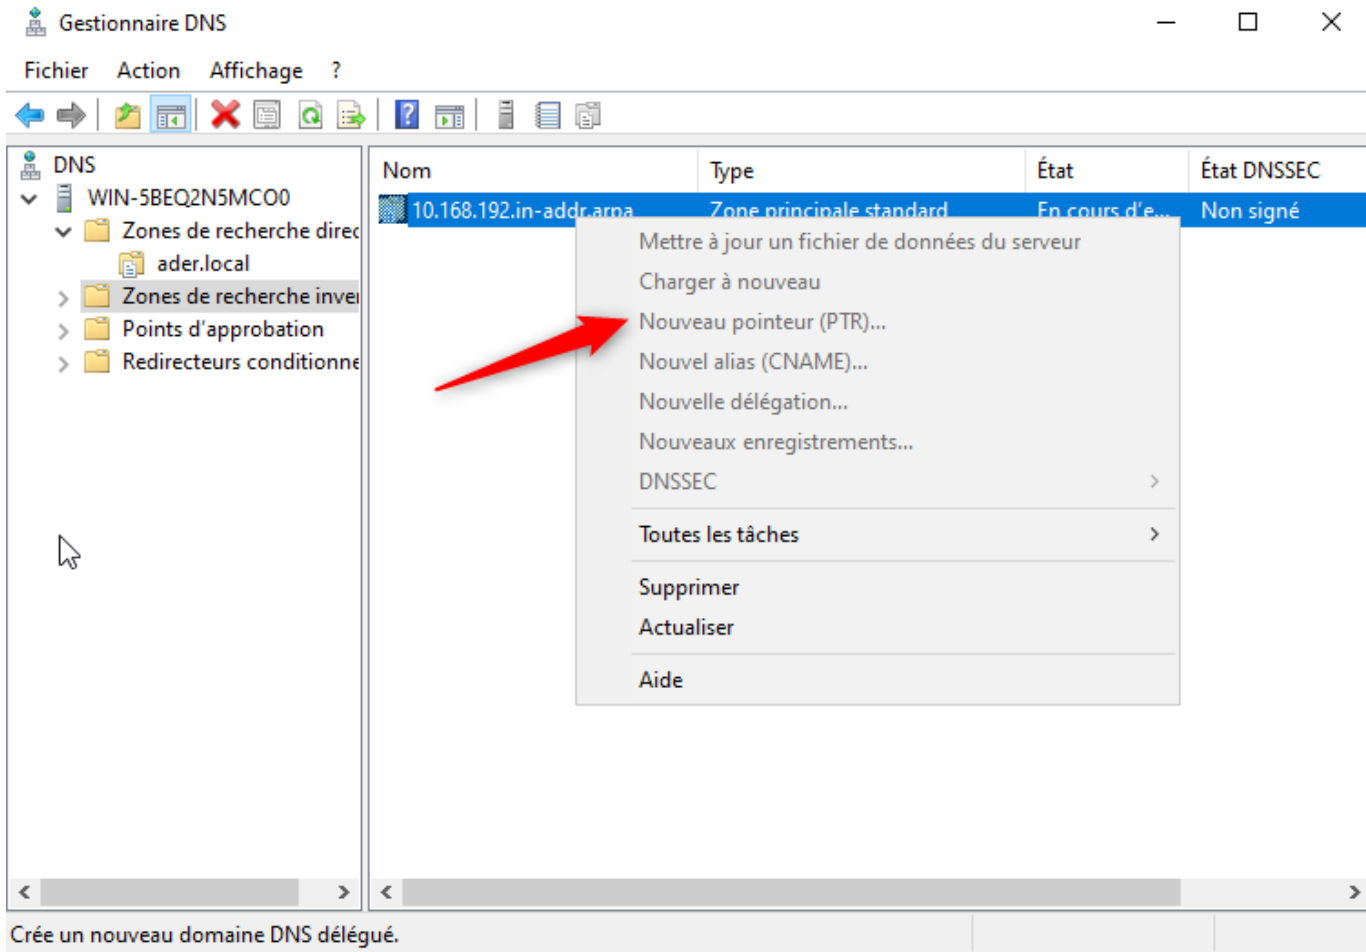 Gestionnaire DNS
Fichier Action Affichage ?
DNS
WIN-5BEQ2N5MCO0
Zones de recherche direc
ader.local
Zones de recherche inver
Points d'approbation
Redirecteurs conditionne
Nom Type État État DNSSEC
10.168.192.in-addr.arpa Zone principale standard En cours d'e... Non signé
Mettre à jour un fichier de données du serveur
Charger à nouveau
Nouveau pointeur (PTR)...
Nouvel alias (CNAME)...
Nouvelle délégation...
Nouveaux enregistrements...
DNSSEC
Toutes les tâches
Supprimer
Actualiser
Aide
Crée un nouveau domaine DNS délégué.